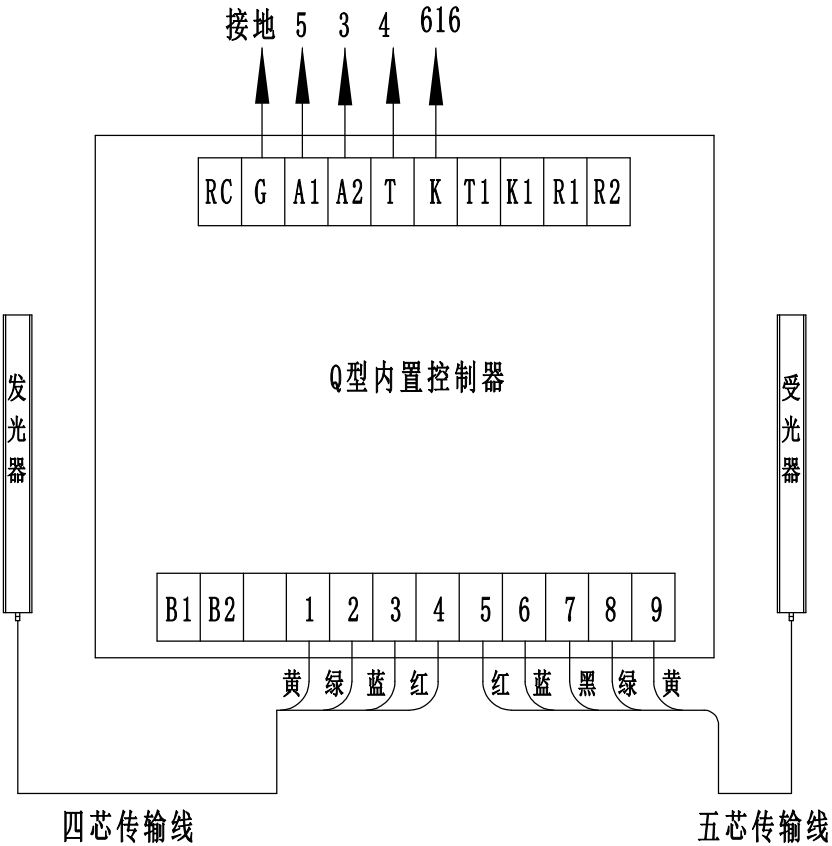 接地 5 3 4 616
RC G A1 A2 T K T1 K1 R1 R2
Q型内置控制器
发光器
受光器
B1 B2 1 2 3 4 5 6 7 8 9
黄 绿 蓝 红 红 蓝 黑 绿 黄
四芯传输线 五芯传输线